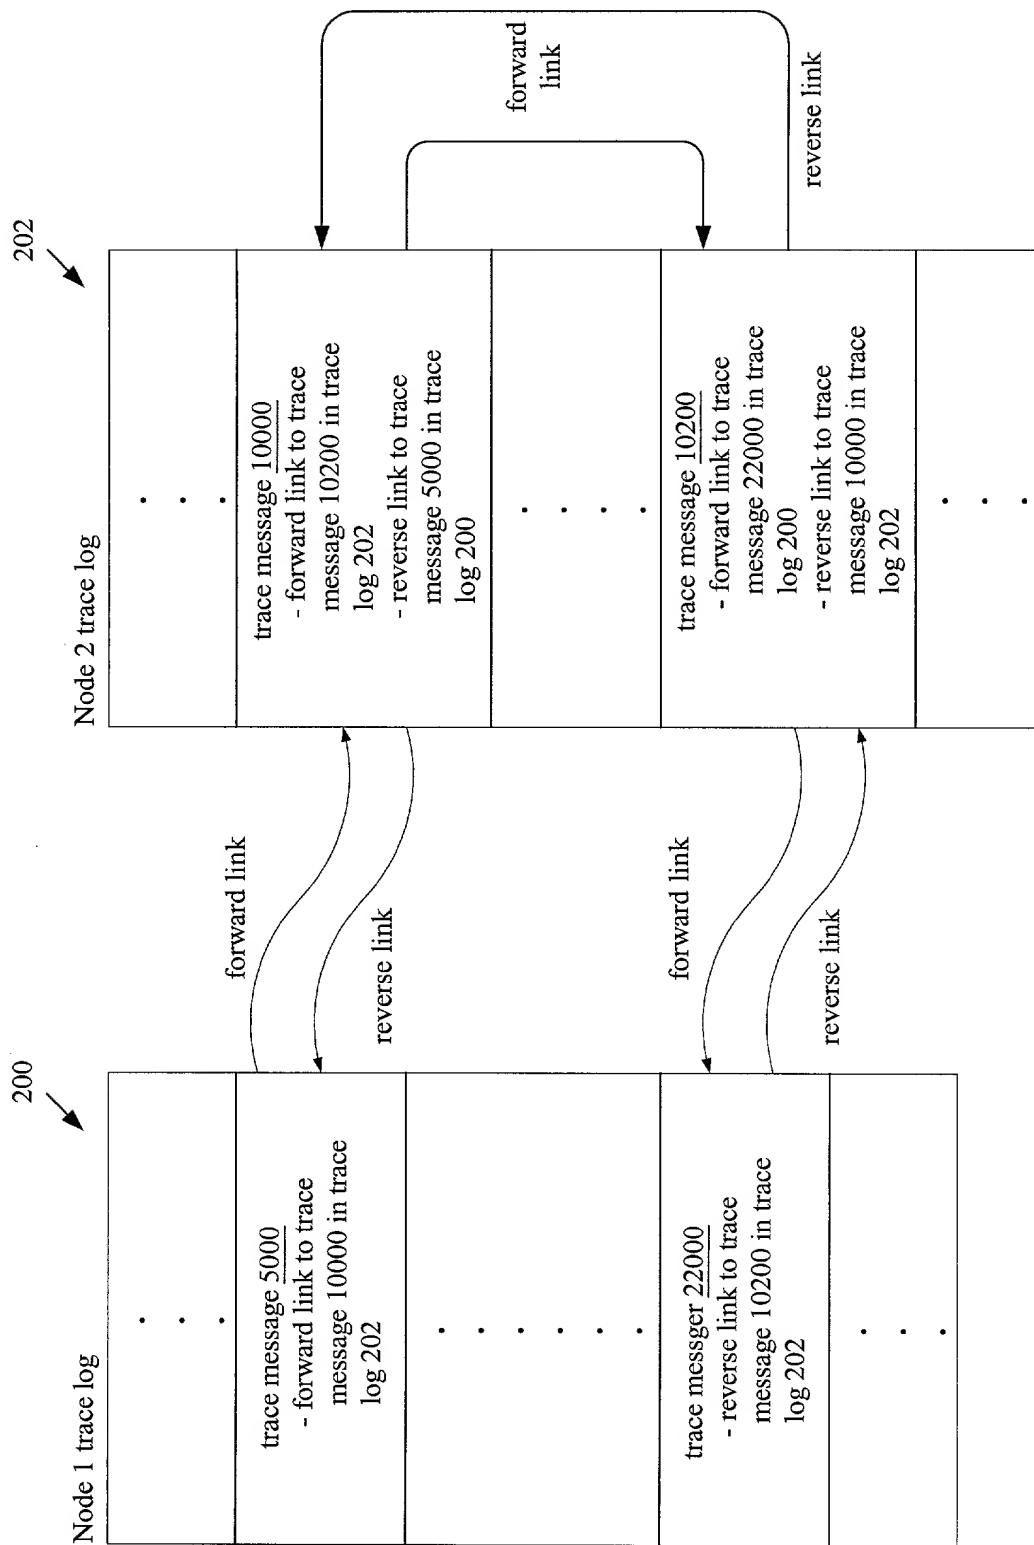 200
Node 1 trace log
trace message 5000
- forward link to trace
message 10000 in trace
log 202
trace messger 22000
- reverse link to trace
message 10200 in trace
log 202
forward link
reverse link
forward link
reverse link
202
Node 2 trace log
trace message 10000
- forward link to trace
message 10200 in trace
log 202
- reverse link to trace
message 5000 in trace
log 200
trace message 10200
- forward link to trace
message 22000 in trace
log 200
- reverse link to trace
message 10000 in trace
log 202
forward
link
reverse link